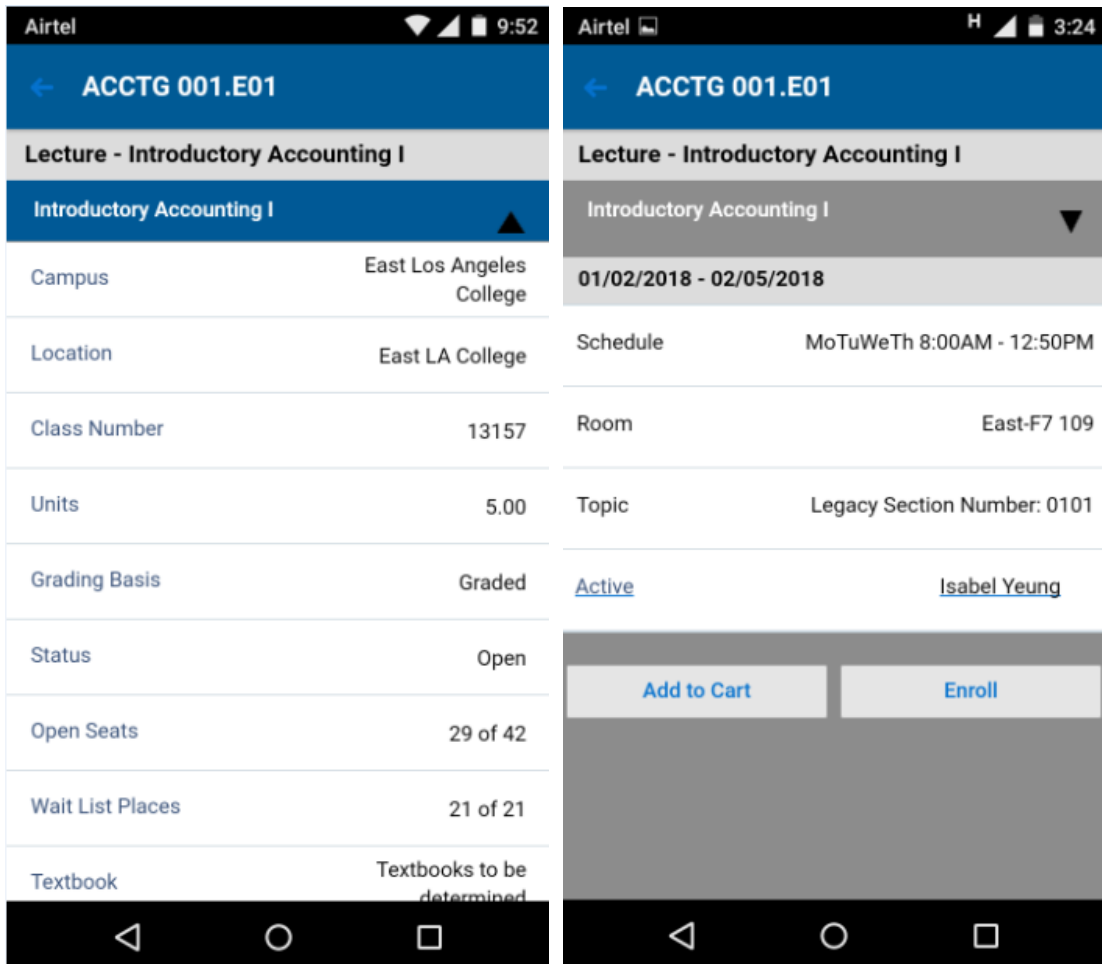 Airtel 9:52
ACCTG 001.E01
Lecture - Introductory Accounting I
Introductory Accounting I
Campus East Los Angeles
College
Location East LA College
Class Number 13157
Units 5.00
Grading Basis Graded
Status Open
Open Seats 29 of 42
Wait List Places 21 of 21
Textbook Textbooks to be
determined
Airtel H 3:24
ACCTG 001.E01
Lecture - Introductory Accounting I
Introductory Accounting I
01/02/2018 - 02/05/2018
Schedule MoTuWeTh 8:00AM - 12:50PM
Room East-F7 109
Topic Legacy Section Number: 0101
Active Isabel Yeung
Add to Cart Enroll